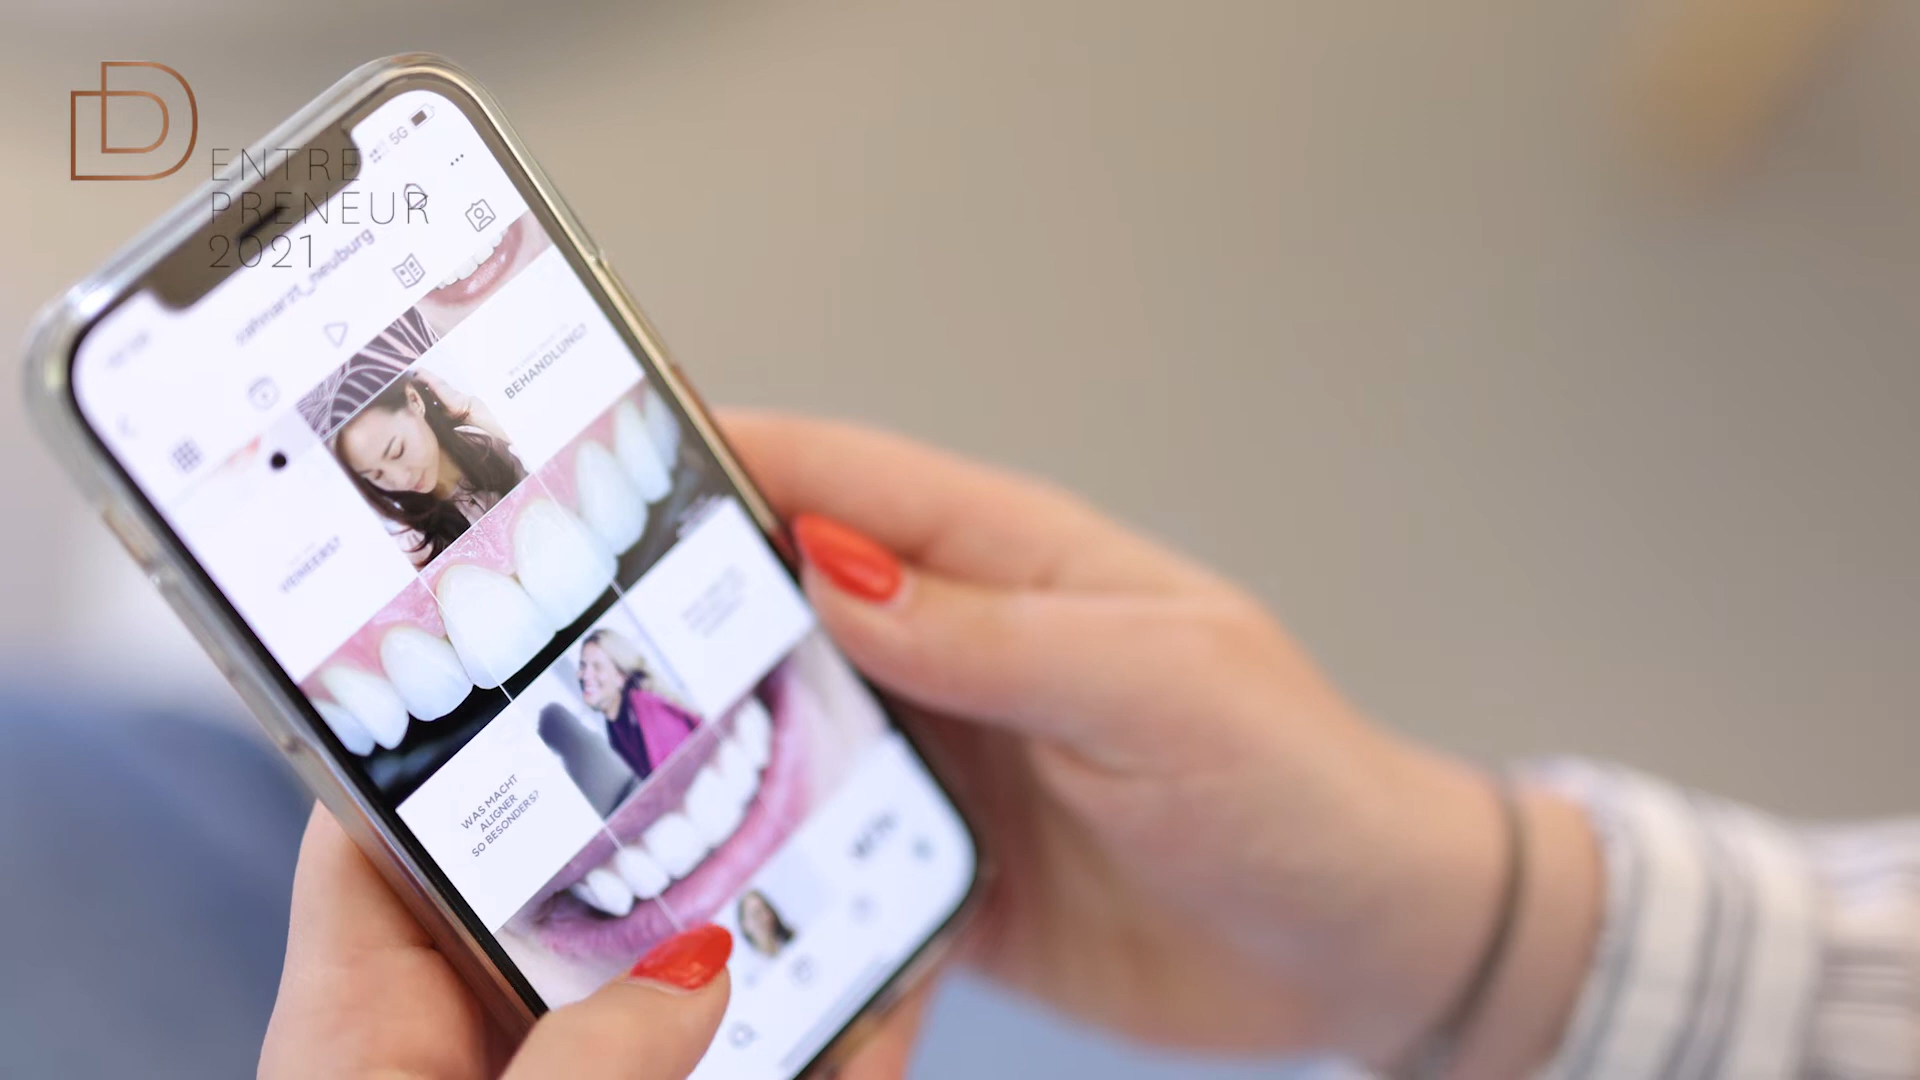 D
ENTRE
PRENEUR
2021
5G
zahnarzt_neuburg
BEHANDLUNG?
VENEERS?
WAS MACHT
ALIGNER
SO BESONDERS?